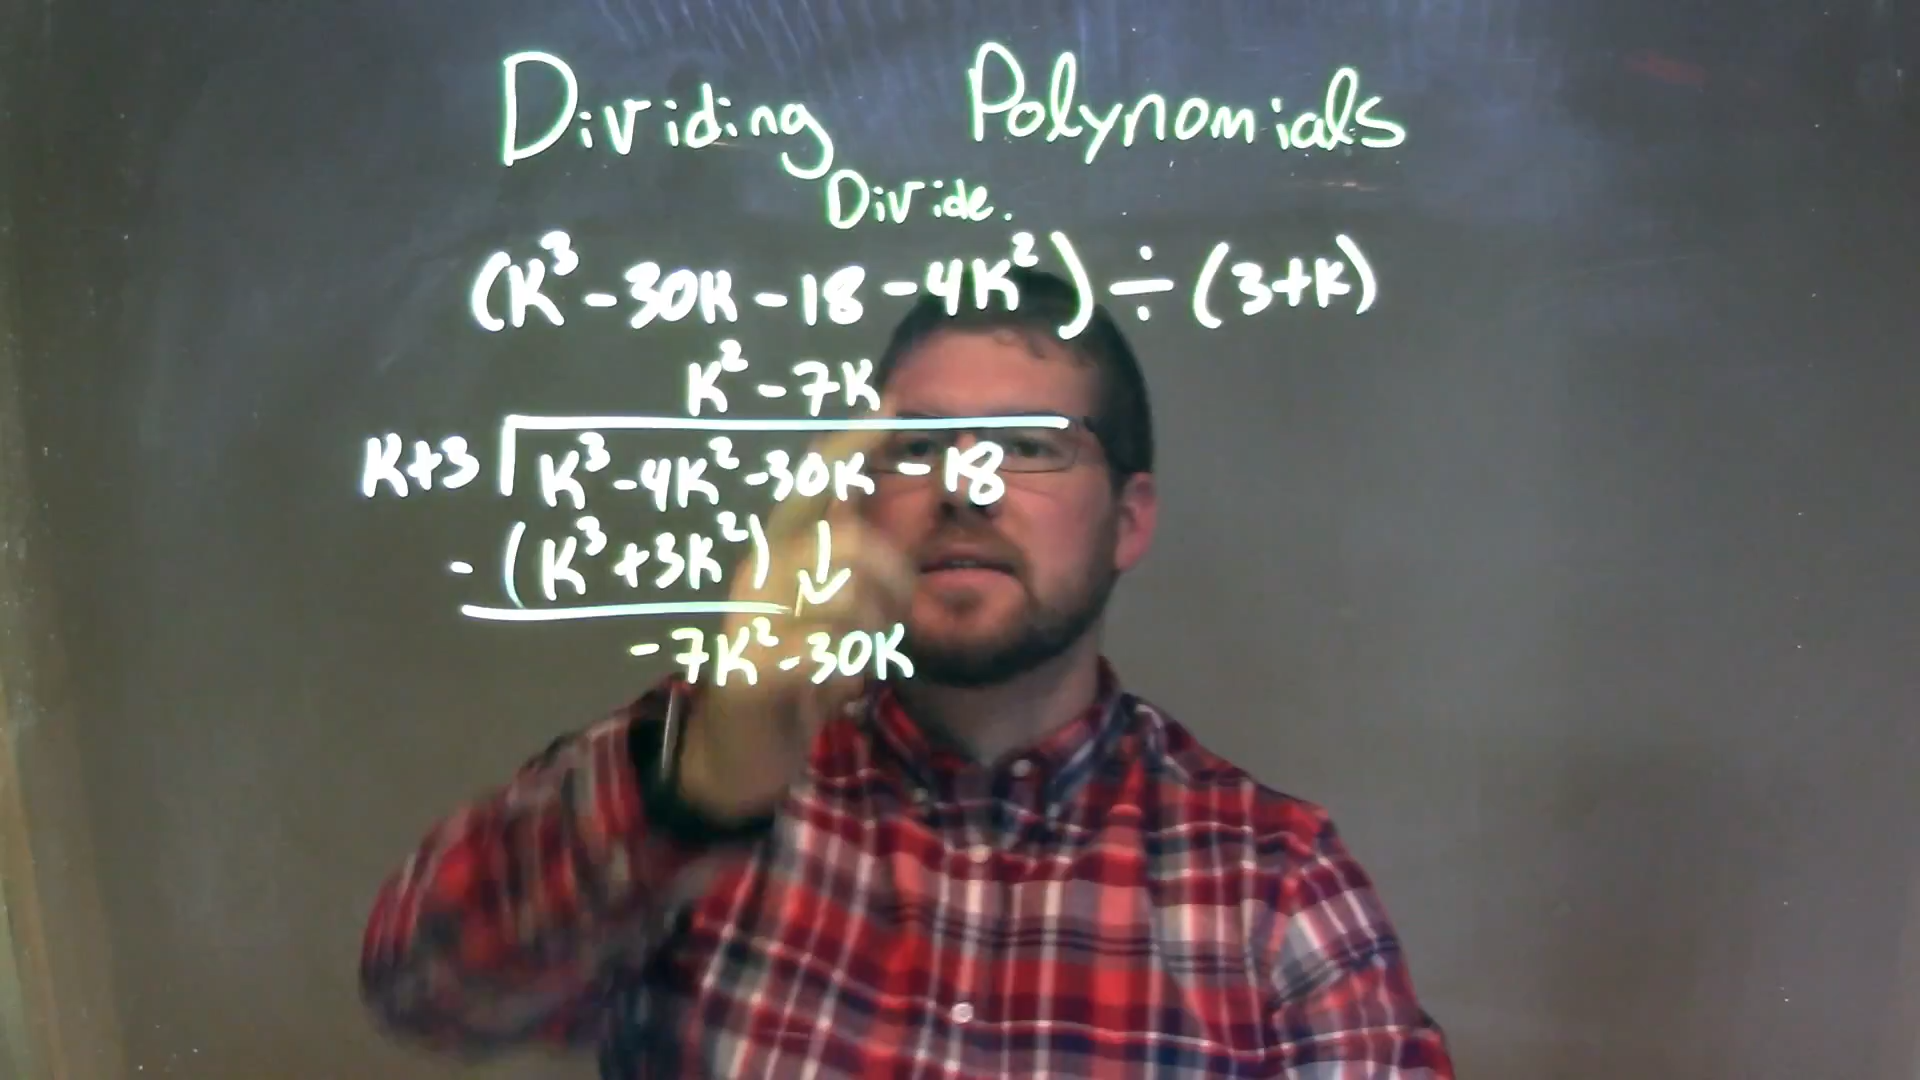 Dividing Polynomials
Divide.
(K³-30K-18-4K²)÷(3+K)
K²-7K
K+3 K³-4K²-30K-18
-(K³+3K²) ↓
-7K²-30K